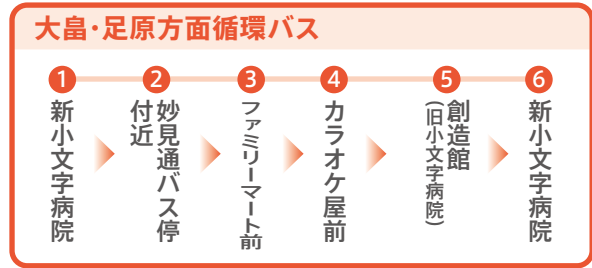 大畠・足原方面循環バス
1
新小文字病院
2
妙見通バス停
付近
3
ファミリーマート前
4
カラオケ屋前
5
創造館
(旧小文字病院)
6
新小文字病院